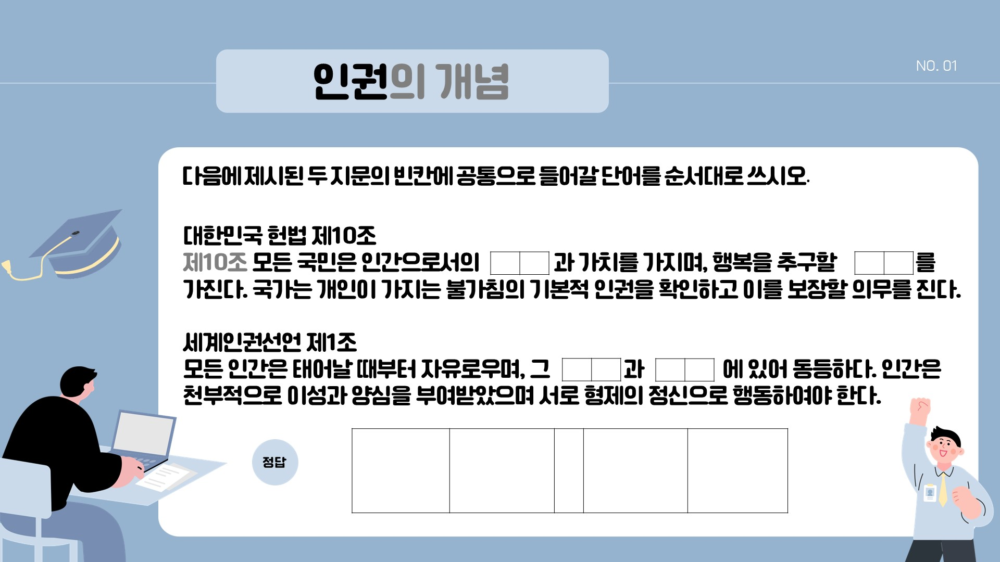 인권의 개념
NO. 01
다음에 제시된 두 지문의 빈칸에 공통으로 들어갈 단어를 순서대로 쓰시오.
대한민국 헌법 제10조
제10조 모든 국민은 인간으로서의 과 가치를 가지며, 행복을 추구할 를
가진다. 국가는 개인이 가지는 불가침의 기본적 인권을 확인하고 이를 보장할 의무를 진다.
세계인권선언 제1조
모든 인간은 태어날 때부터 자유로우며, 그 과 에 있어 동등하다. 인간은
천부적으로 이성과 양심을 부여받았으며 서로 형제의 정신으로 행동하여야 한다.
정답